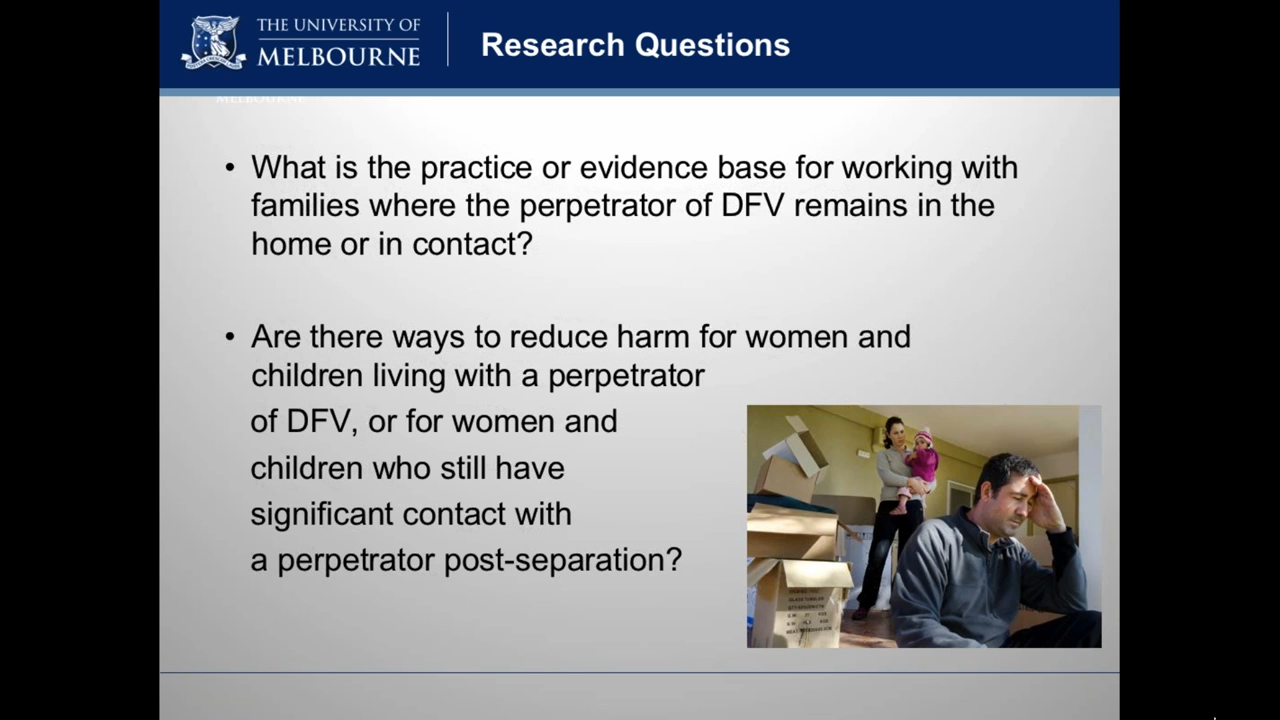 THE UNIVERSITY OF
MELBOURNE
Research Questions
MELBOURNE
• What is the practice or evidence base for working with
families where the perpetrator of DFV remains in the
home or in contact?
• Are there ways to reduce harm for women and
children living with a perpetrator
of DFV, or for women and
children who still have
significant contact with
a perpetrator post-separation?